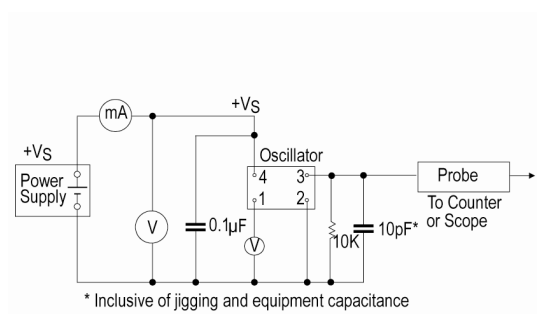 +VS
mA
+VS
Oscillator
Power
Supply
4 3
1 2
V
0.1µF
V
10K
10pF*
Probe
To Counter
or Scope
* Inclusive of jigging and equipment capacitance